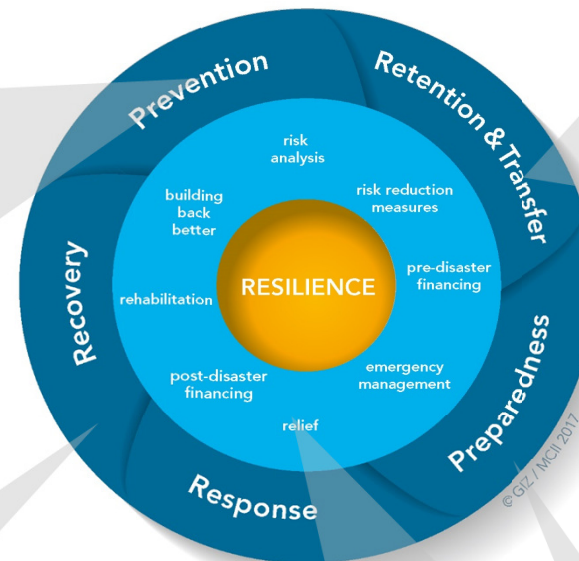 Prevention
Retention & Transfer
Preparedness
Response
Recovery
risk
analysis
risk reduction
measures
pre-disaster
financing
emergency
management
relief
post-disaster
financing
rehabilitation
building
back
better
RESILIENCE
© GIZ / MCII 2017